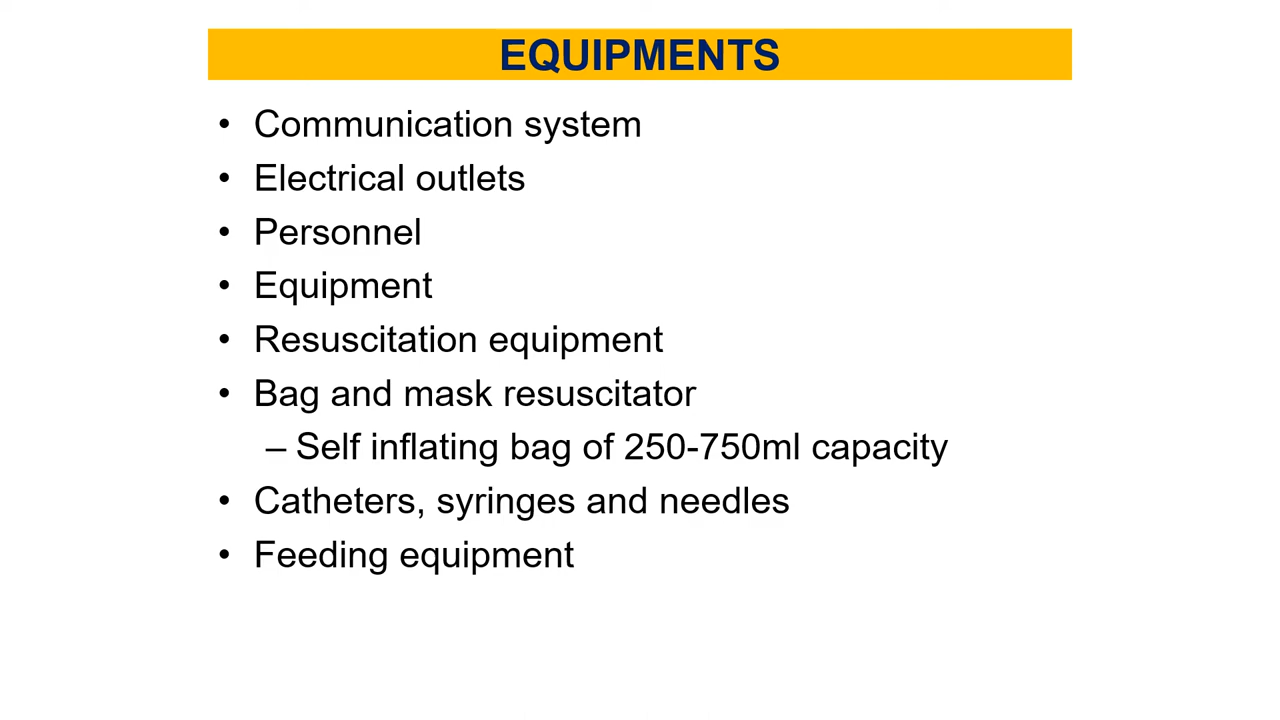 EQUIPMENTS
• Communication system
• Electrical outlets
• Personnel
• Equipment
• Resuscitation equipment
• Bag and mask resuscitator
– Self inflating bag of 250-750ml capacity
• Catheters, syringes and needles
• Feeding equipment